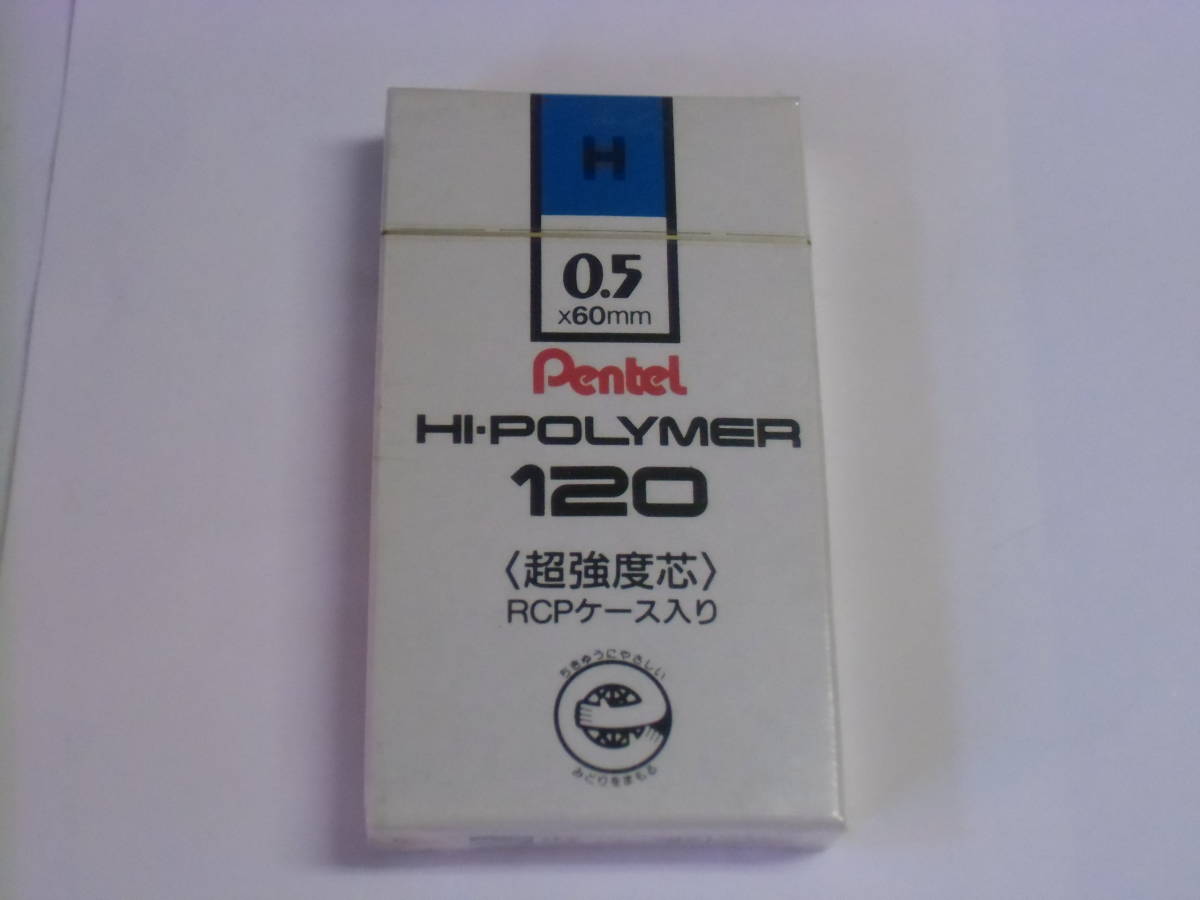 H
0.5
x60mm
Pentel
HI-POLYMER
120
〈超強度芯〉
RCPケース入り
ちきゅうにやさしい
みどりをまもる